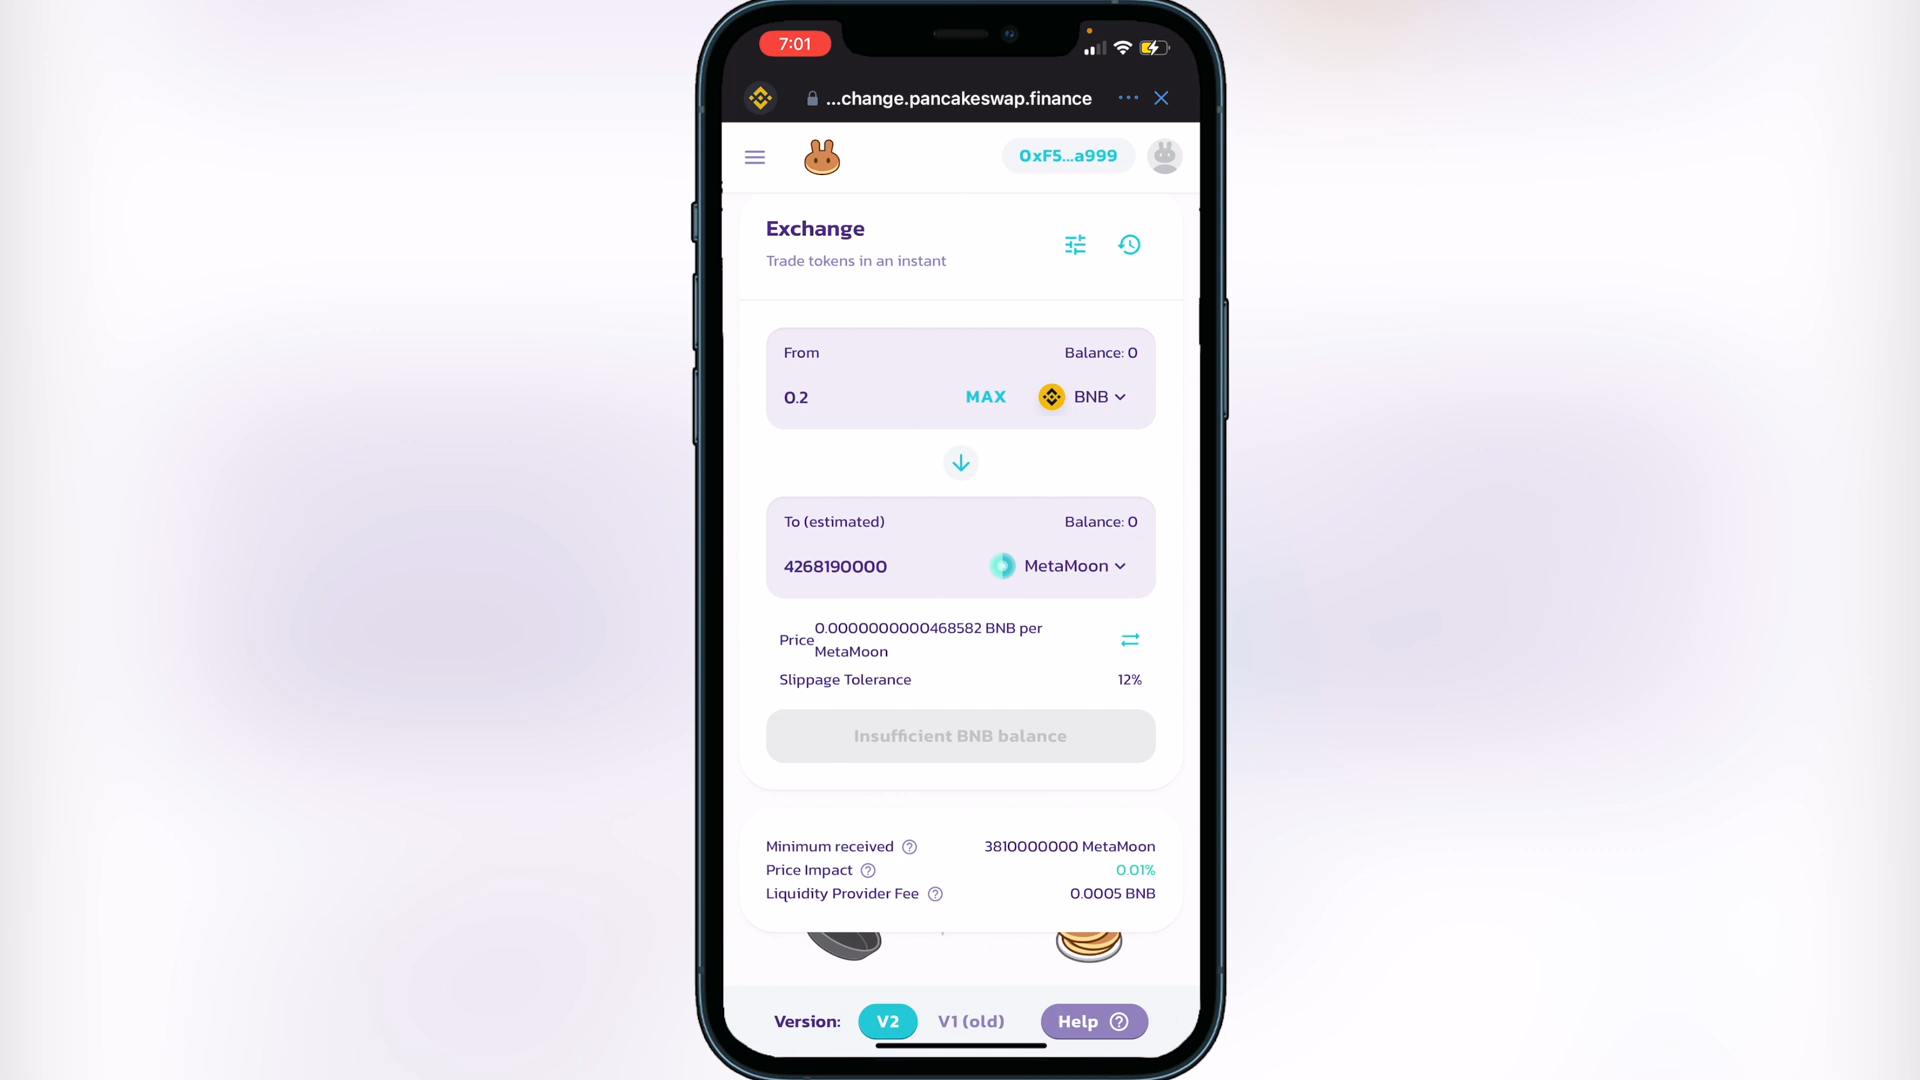 7:01
...change.pancakeswap.finance
0xF5...a999
Exchange
Trade tokens in an instant
From
Balance: 0
0.2
MAX
BNB
To (estimated)
Balance: 0
4268190000
MetaMoon
Price
0.0000000000468582 BNB per
MetaMoon
Slippage Tolerance
12%
Insufficient BNB balance
Minimum received
3810000000 MetaMoon
Price Impact
0.01%
Liquidity Provider Fee
0.0005 BNB
Version:
V2
V1 (old)
Help